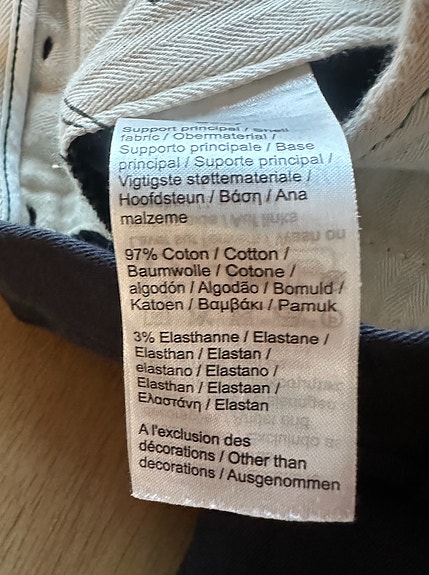 Support principal / Shell
fabric / Obermaterial /
Supporto principale / Base
principal / Suporte principal /
Vigtigste støttemateriale /
Hoofdsteun / Βάση / Ana
malzeme
97% Coton / Cotton /
Baumwolle / Cotone /
algodón / Algodão / Bomuld /
Katoen / Βαμβάκι / Pamuk
3% Elasthanne / Elastane /
Elasthan / Elastan /
elastano / Elastano /
Elasthan / Elastaan /
Ελαστάνη / Elastan
A l'exclusion des
décorations / Other than
decorations / Ausgenommen